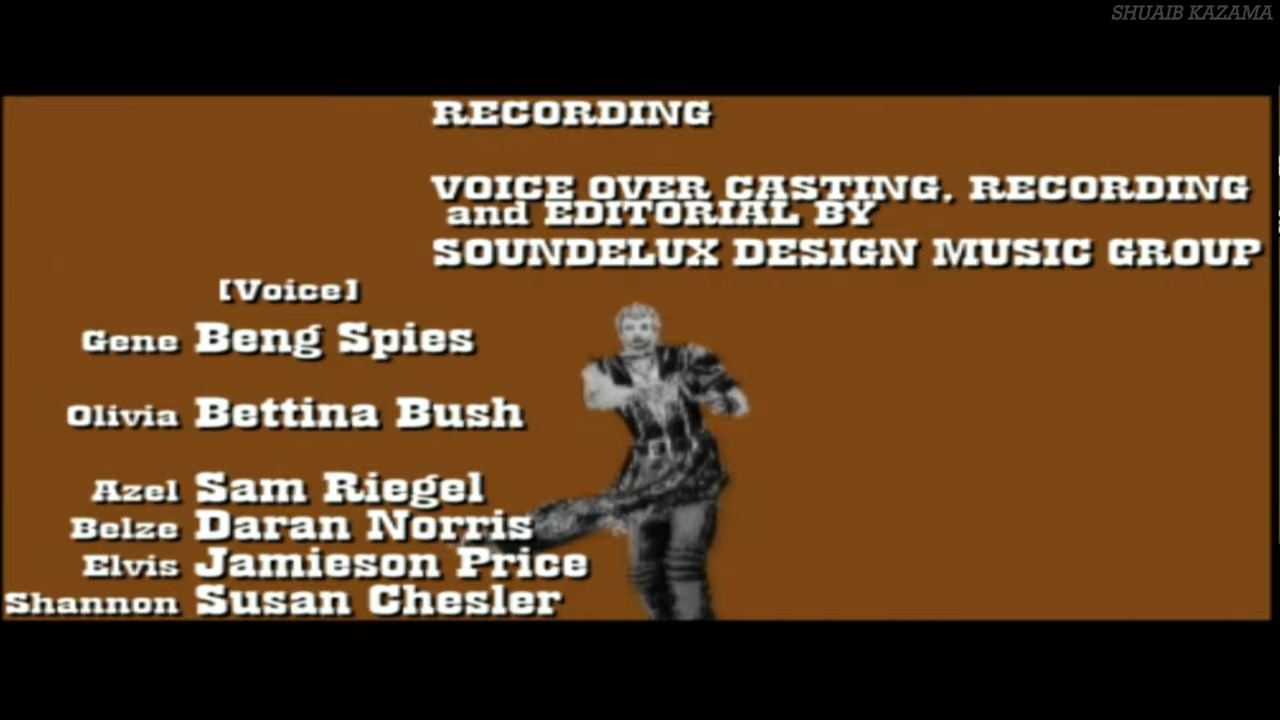 SHUAIB KAZAMA
RECORDING
VOICE OVER CASTING, RECORDING
and EDITORIAL BY
SOUNDELUX DESIGN MUSIC GROUP
[Voice]
Gene Beng Spies
Olivia Bettina Bush
Azel Sam Riegel
Belze Daran Norris
Elvis Jamieson Price
Shannon Susan Chesler